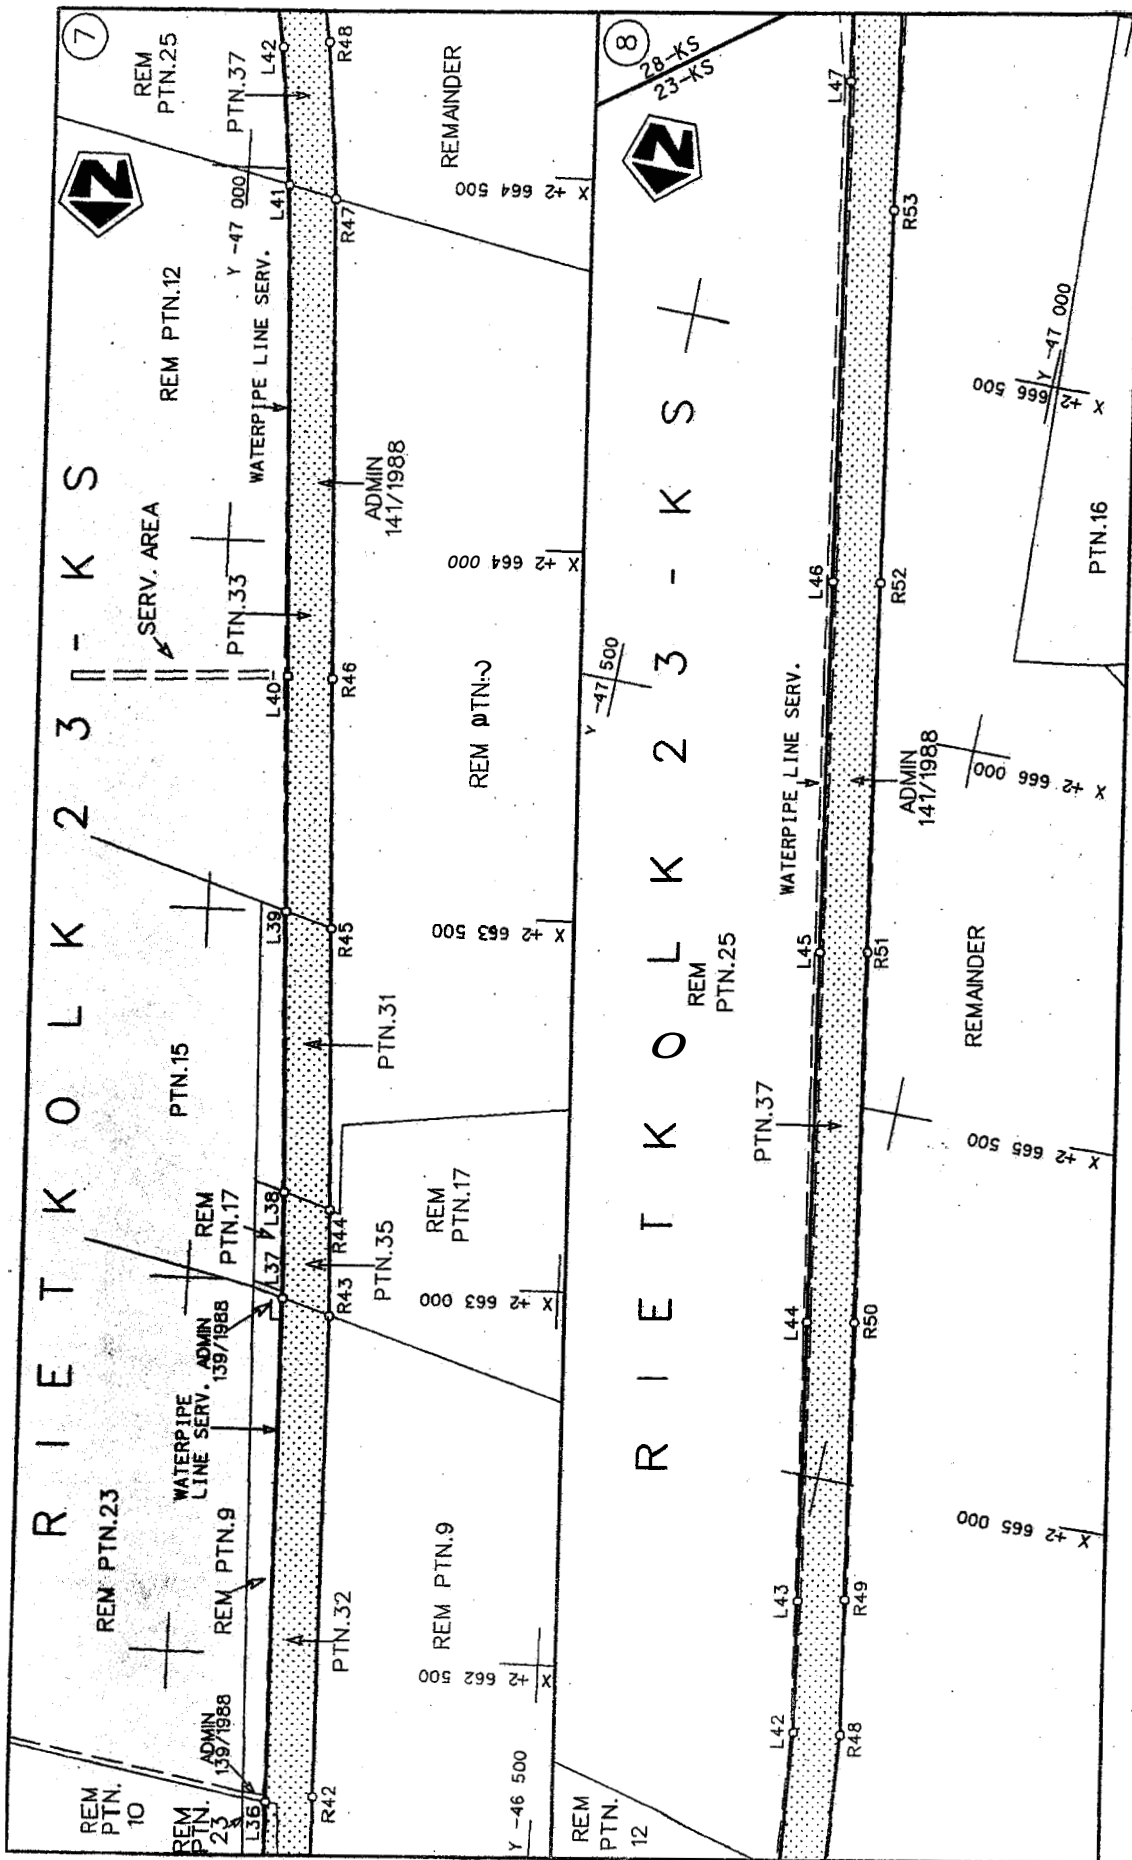 7
RIETKOLK 23-KS
REM
PTN.
10
REM
PTN.
23
L36
ADMIN
139/1988
REM PTN.23
REM PTN.9
WATERPIPE
LINE SERV.
ADMIN
139/1988
L37
L38
REM
PTN.17
PTN.15
L39
L40
SERV. AREA
PTN.33
REM PTN.12
WATERPIPE LINE SERV.
Y -47 000
L41
PTN.37
REM
PTN.25
L42
R42
PTN.32
R43
PTN.35
R44
PTN.31
R45
R46
ADMIN
141/1988
R47
R48
REM PTN.9
REM
PTN.17
REMAINDER
Y -46 500
X +2 662 500
X +2 663 000
X +2 663 500
X +2 664 000
X +2 664 500
8
RIETKOLK 23-KS
28-KS
23-KS
REM
PTN.
12
Y -47 500
REM
PTN.25
PTN.37
WATERPIPE LINE SERV.
L42
L43
L44
L45
L46
L47
R48
R49
R50
R51
R52
R53
ADMIN
141/1988
REMAINDER
PTN.16
X +2 665 000
X +2 665 500
X +2 666 000
X +2 666 500
Y -47 000